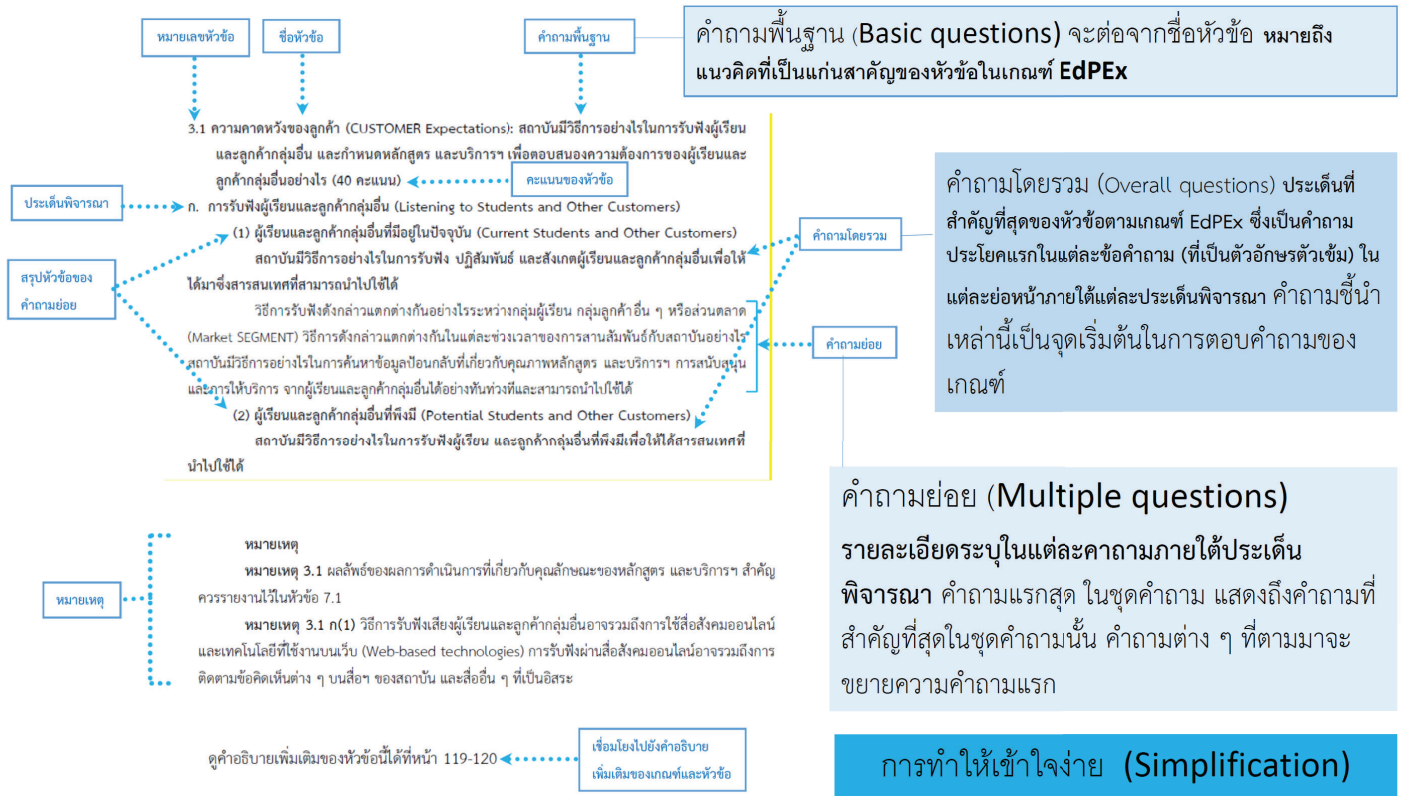 หมายเลขหัวข้อ
ชื่อหัวข้อ
คำถามพื้นฐาน
คำถามพื้นฐาน (Basic questions) จะต่อจากชื่อหัวข้อ หมายถึง
แนวคิดที่เป็นแก่นสาคัญของหัวข้อในเกณฑ์ EdPEx
3.1 ความคาดหวังของลูกค้า (CUSTOMER Expectations): สถาบันมีวิธีการอย่างไรในการรับฟังผู้เรียน
และลูกค้ากลุ่มอื่น และกำหนดหลักสูตร และบริการฯ เพื่อตอบสนองความต้องการของผู้เรียนและ
ลูกค้ากลุ่มอื่นอย่างไร (40 คะแนน)
คะแนนของหัวข้อ
ประเด็นพิจารณา
ก. การรับฟังผู้เรียนและลูกค้ากลุ่มอื่น (Listening to Students and Other Customers)
(1) ผู้เรียนและลูกค้ากลุ่มอื่นที่มีอยู่ในปัจจุบัน (Current Students and Other Customers)
สถาบันมีวิธีการอย่างไรในการรับฟัง ปฏิสัมพันธ์ และสังเกตผู้เรียนและลูกค้ากลุ่มอื่นเพื่อให้
ได้มาซึ่งสารสนเทศที่สามารถนำไปใช้ได้
คำถามโดยรวม
สรุปหัวข้อของ
คำถามย่อย
วิธีการรับฟังดังกล่าวแตกต่างกันอย่างไรระหว่างกลุ่มผู้เรียน กลุ่มลูกค้าอื่น ๆ หรือส่วนตลาด
(Market SEGMENT) วิธีการดังกล่าวแตกต่างกันในแต่ละช่วงเวลาของการสานสัมพันธ์กับสถาบันอย่างไร
สถาบันมีวิธีการอย่างไรในการค้นหาข้อมูลป้อนกลับที่เกี่ยวกับคุณภาพหลักสูตร และบริการฯ การสนับสนุน
และการให้บริการ จากผู้เรียนและลูกค้ากลุ่มอื่นได้อย่างทันท่วงทีและสามารถนำไปใช้ได้
คำถามย่อย
(2) ผู้เรียนและลูกค้ากลุ่มอื่นที่พึงมี (Potential Students and Other Customers)
สถาบันมีวิธีการอย่างไรในการรับฟังผู้เรียน และลูกค้ากลุ่มอื่นที่พึงมีเพื่อให้ได้สารสนเทศที่
นำไปใช้ได้
คำถามโดยรวม (Overall questions) ประเด็นที่
สำคัญที่สุดของหัวข้อตามเกณฑ์ EdPEx ซึ่งเป็นคำถาม
ประโยคแรกในแต่ละข้อคำถาม (ที่เป็นตัวอักษรตัวเข้ม) ใน
แต่ละย่อหน้าภายใต้แต่ละประเด็นพิจารณา คำถามชี้นำ
เหล่านี้เป็นจุดเริ่มต้นในการตอบคำถามของ
เกณฑ์
คำถามย่อย (Multiple questions)
รายละเอียดระบุในแต่ละคาถามภายใต้ประเด็น
พิจารณา คำถามแรกสุด ในชุดคำถาม แสดงถึงคำถามที่
สำคัญที่สุดในชุดคำถามนั้น คำถามต่าง ๆ ที่ตามมาจะ
ขยายความคำถามแรก
หมายเหตุ
หมายเหตุ
หมายเหตุ 3.1 ผลลัพธ์ของผลการดำเนินการที่เกี่ยวกับคุณลักษณะของหลักสูตร และบริการฯ สำคัญ
ควรรายงานไว้ในหัวข้อ 7.1
หมายเหตุ 3.1 ก(1) วิธีการรับฟังเสียงผู้เรียนและลูกค้ากลุ่มอื่นอาจรวมถึงการใช้สื่อสังคมออนไลน์
และเทคโนโลยีที่ใช้งานบนเว็บ (Web-based technologies) การรับฟังผ่านสื่อสังคมออนไลน์อาจรวมถึงการ
ติดตามข้อคิดเห็นต่าง ๆ บนสื่อฯ ของสถาบัน และสื่ออื่น ๆ ที่เป็นอิสระ
ดูคำอธิบายเพิ่มเติมของหัวข้อนี้ได้ที่หน้า 119-120
เชื่อมโยงไปยังคำอธิบาย
เพิ่มเติมของเกณฑ์และหัวข้อ
การทำให้เข้าใจง่าย (Simplification)